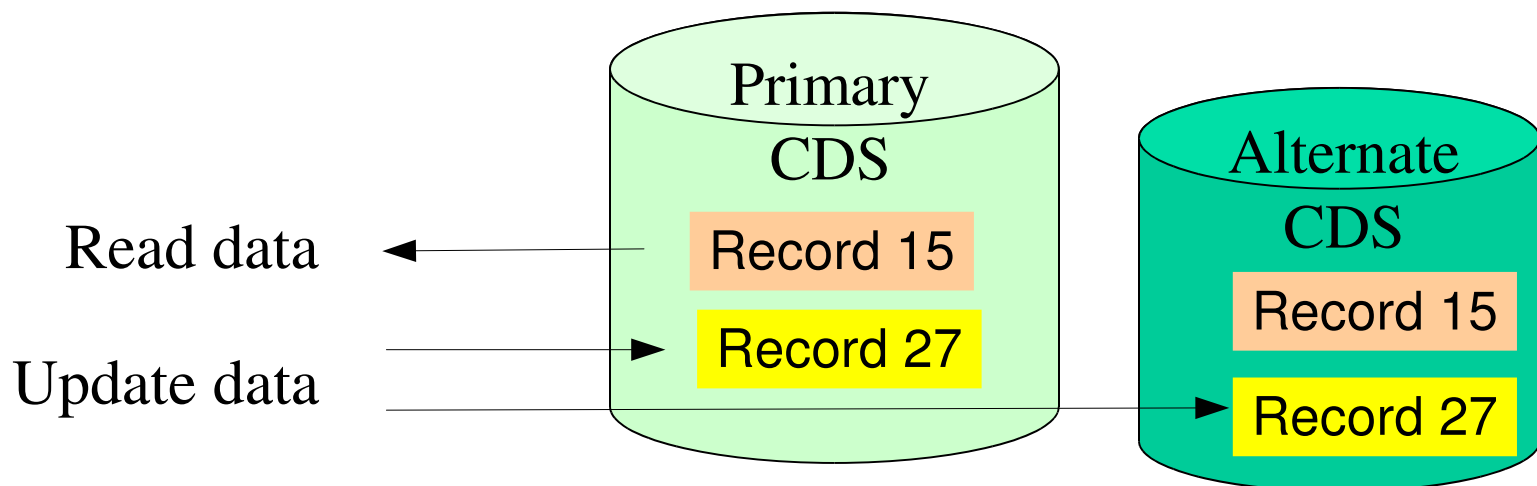 Primary
CDS
Alternate
CDS
Read data
Record 15
Record 15
Update data
Record 27
Record 27